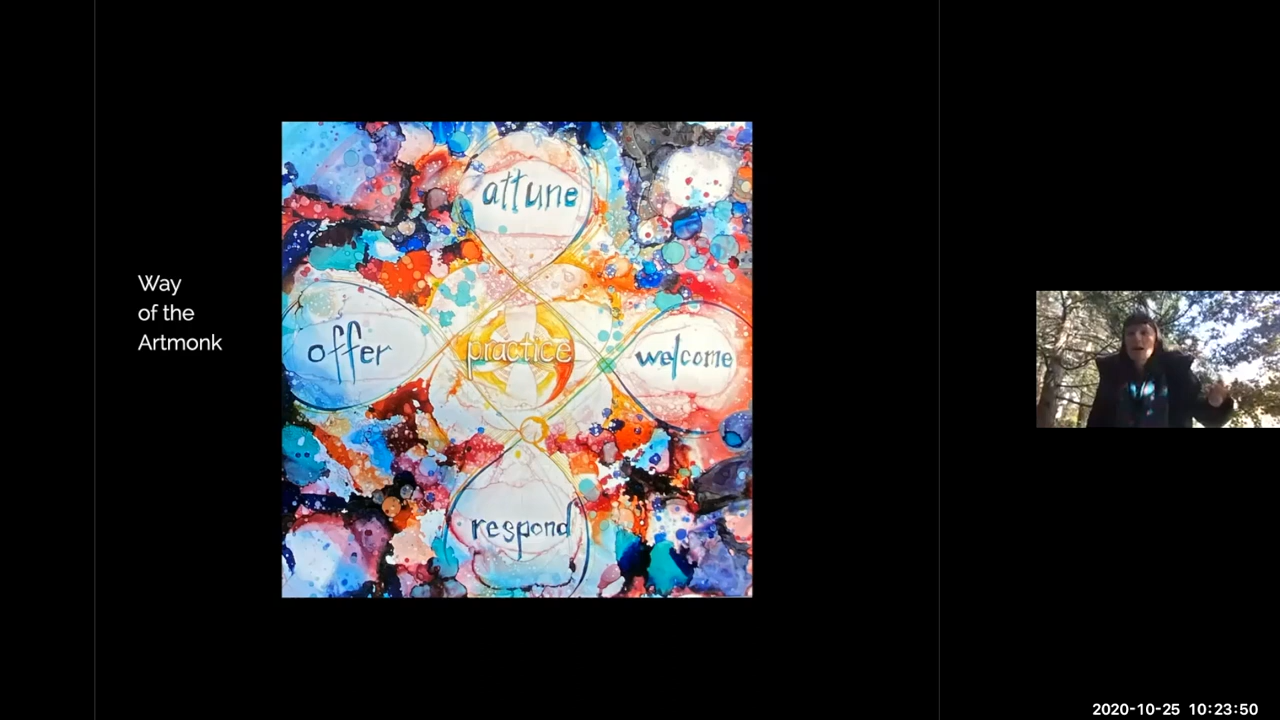 Way
of the
Artmonk
attune
offer
practice
welcome
respond
2020-10-25 10:23:50